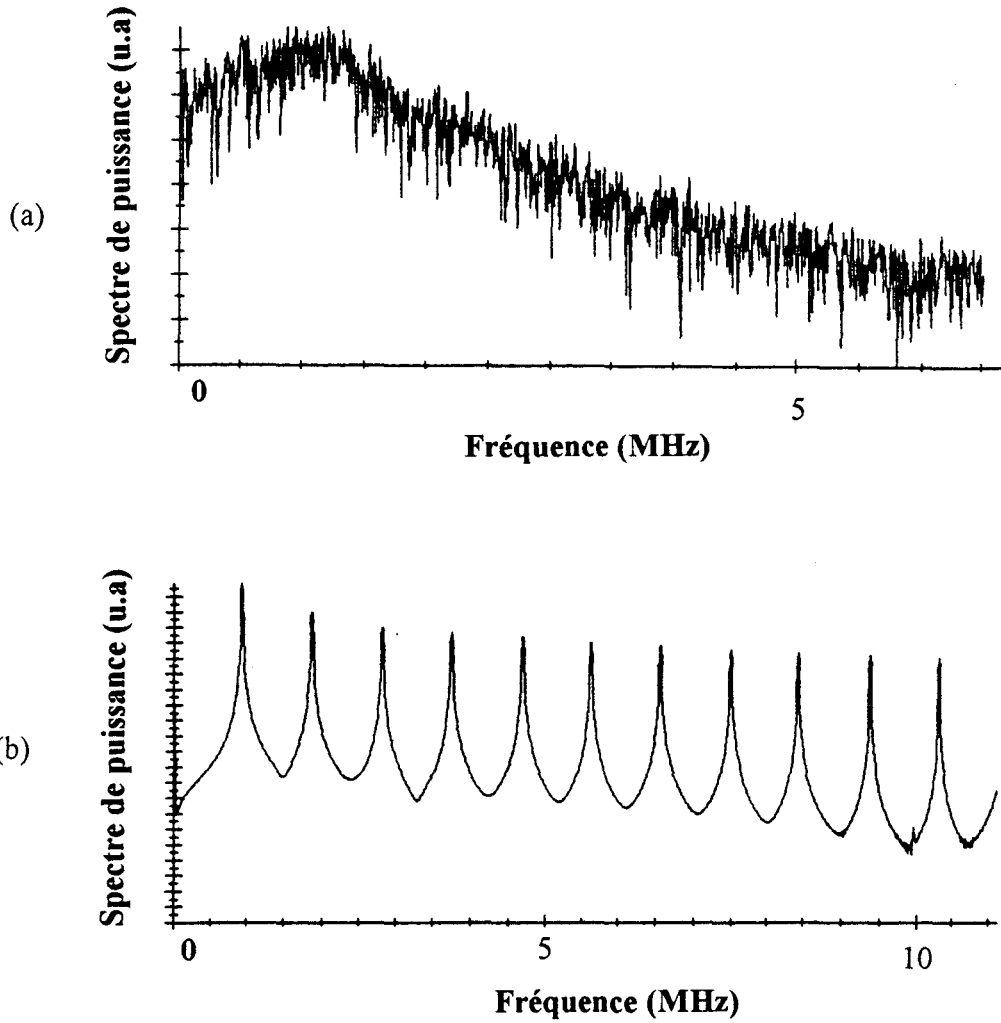 Spectre de puissance (u.a)
(a)
0
5
Fréquence (MHz)
Spectre de puissance (u.a)
(b)
0
5
10
Fréquence (MHz)